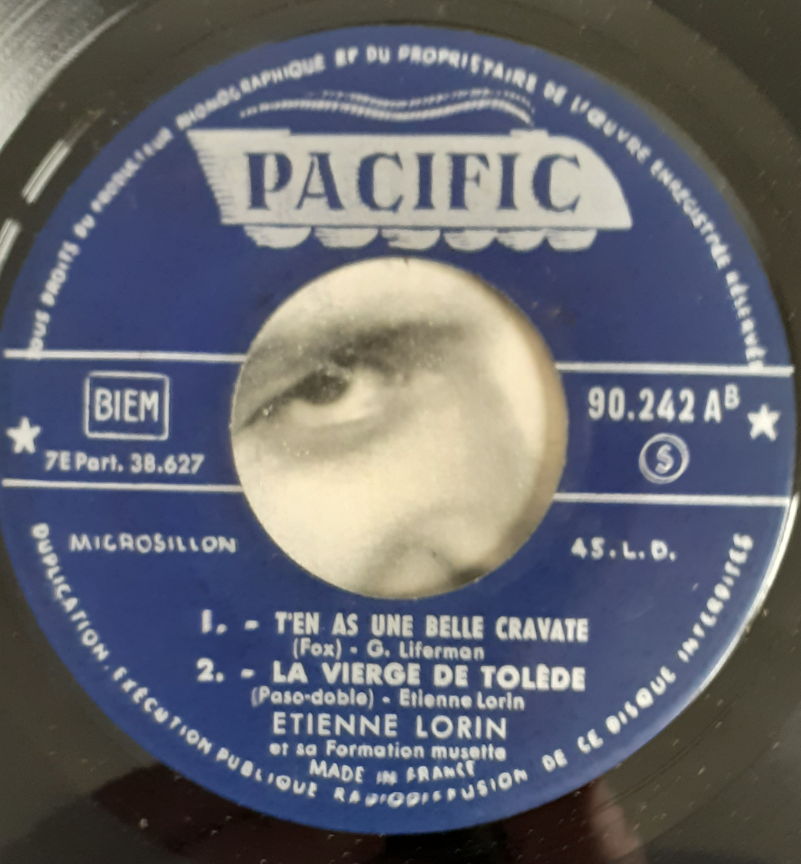 TOUS DROITS DU PRODUCTEUR PHONOGRAPHIQUE ET DU PROPRIETAIRE DE L'ŒUVRE ENREGISTRÉE RÉSERVÉS
PACIFIC
BIEM
7E Part. 38.627
90.242 AB
S
MICROSILLON
45.L.D.
1. - T'EN AS UNE BELLE CRAVATE
(Fox) - G. Liferman
2. - LA VIERGE DE TOLÈDE
(Paso-doble) - Etienne Lorin
ETIENNE LORIN
et sa Formation musette
MADE IN FRANCE
DUPLICATION, EXÉCUTION PUBLIQUE RADIODIFFUSION DE CE DISQUE INTERDITES